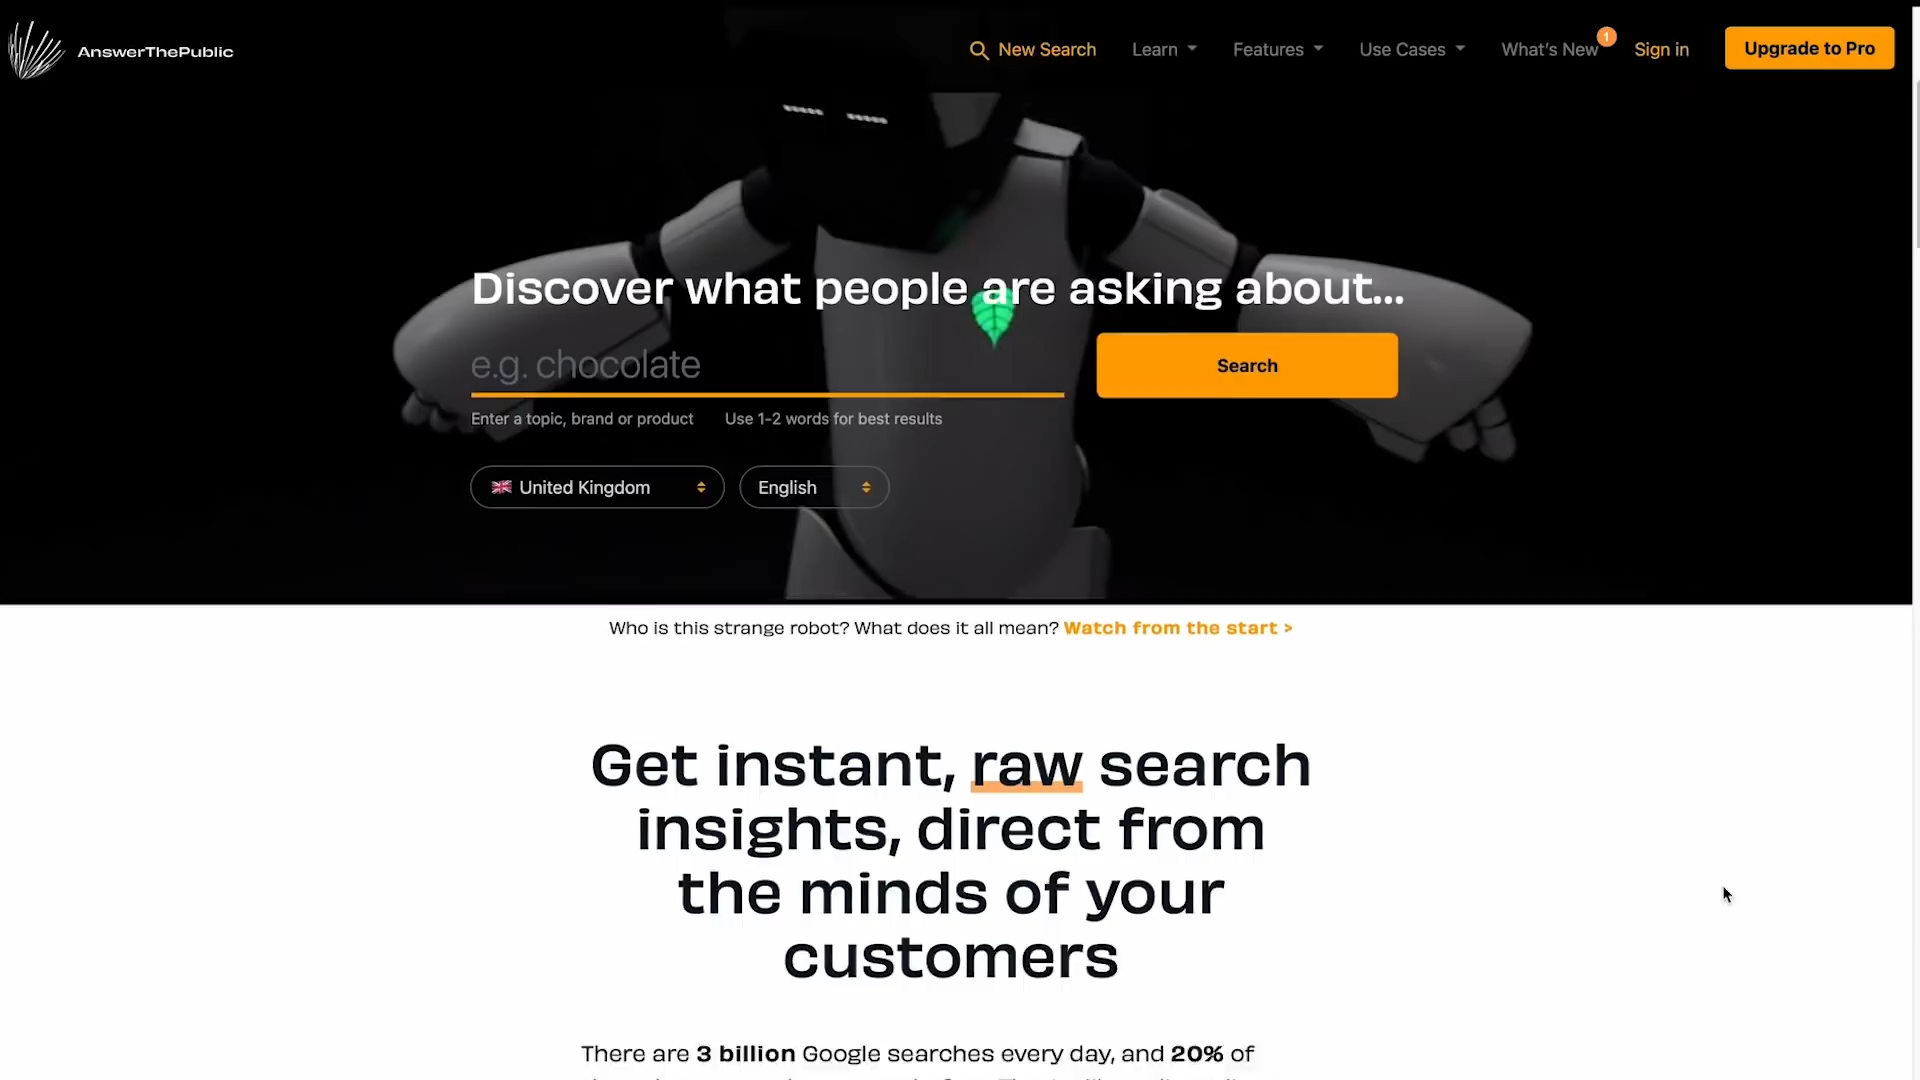 AnswerThePublic
New Search
Learn
Features
Use Cases
What's New
1
Sign in
Upgrade to Pro
Discover what people are asking about...
e.g. chocolate
Search
Enter a topic, brand or product
Use 1-2 words for best results
United Kingdom
English
Who is this strange robot? What does it all mean? Watch from the start >
Get instant, raw search
insights, direct from
the minds of your
customers
There are 3 billion Google searches every day, and 20% of